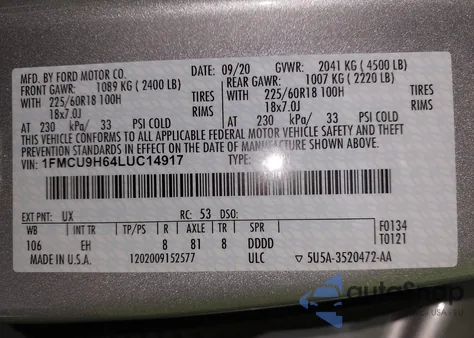 MFD. BY FORD MOTOR CO.
DATE: 09/20 GVWR: 2041 KG (4500 LB)
FRONT GAWR: 1089 KG (2400 LB) REAR GAWR: 1007 KG (2220 LB)
WITH 225/60R18 100H TIRES WITH 225/60R18 100H TIRES
18x7.0J RIMS 18x7.0J RIMS
AT 230 kPa/ 33 PSI COLD AT 230 kPa/ 33 PSI COLD
THIS VEHICLE CONFORMS TO ALL APPLICABLE FEDERAL MOTOR VEHICLE SAFETY AND THEFT
PREVENTION STANDARDS IN EFFECT ON THE DATE OF MANUFACTURE SHOWN ABOVE.
VIN: 1FMCU9H64LUC14917 TYPE:
EXT PNT: UX RC: 53 DSO:
WB INT TR TP/PS R AXLE TR SPR
106 EH 8 81 8 DDDD
F0134
T0121
MADE IN U.S.A. 1202009152577 ULC ▽ 5U5A-3520472-AA
autoSnap